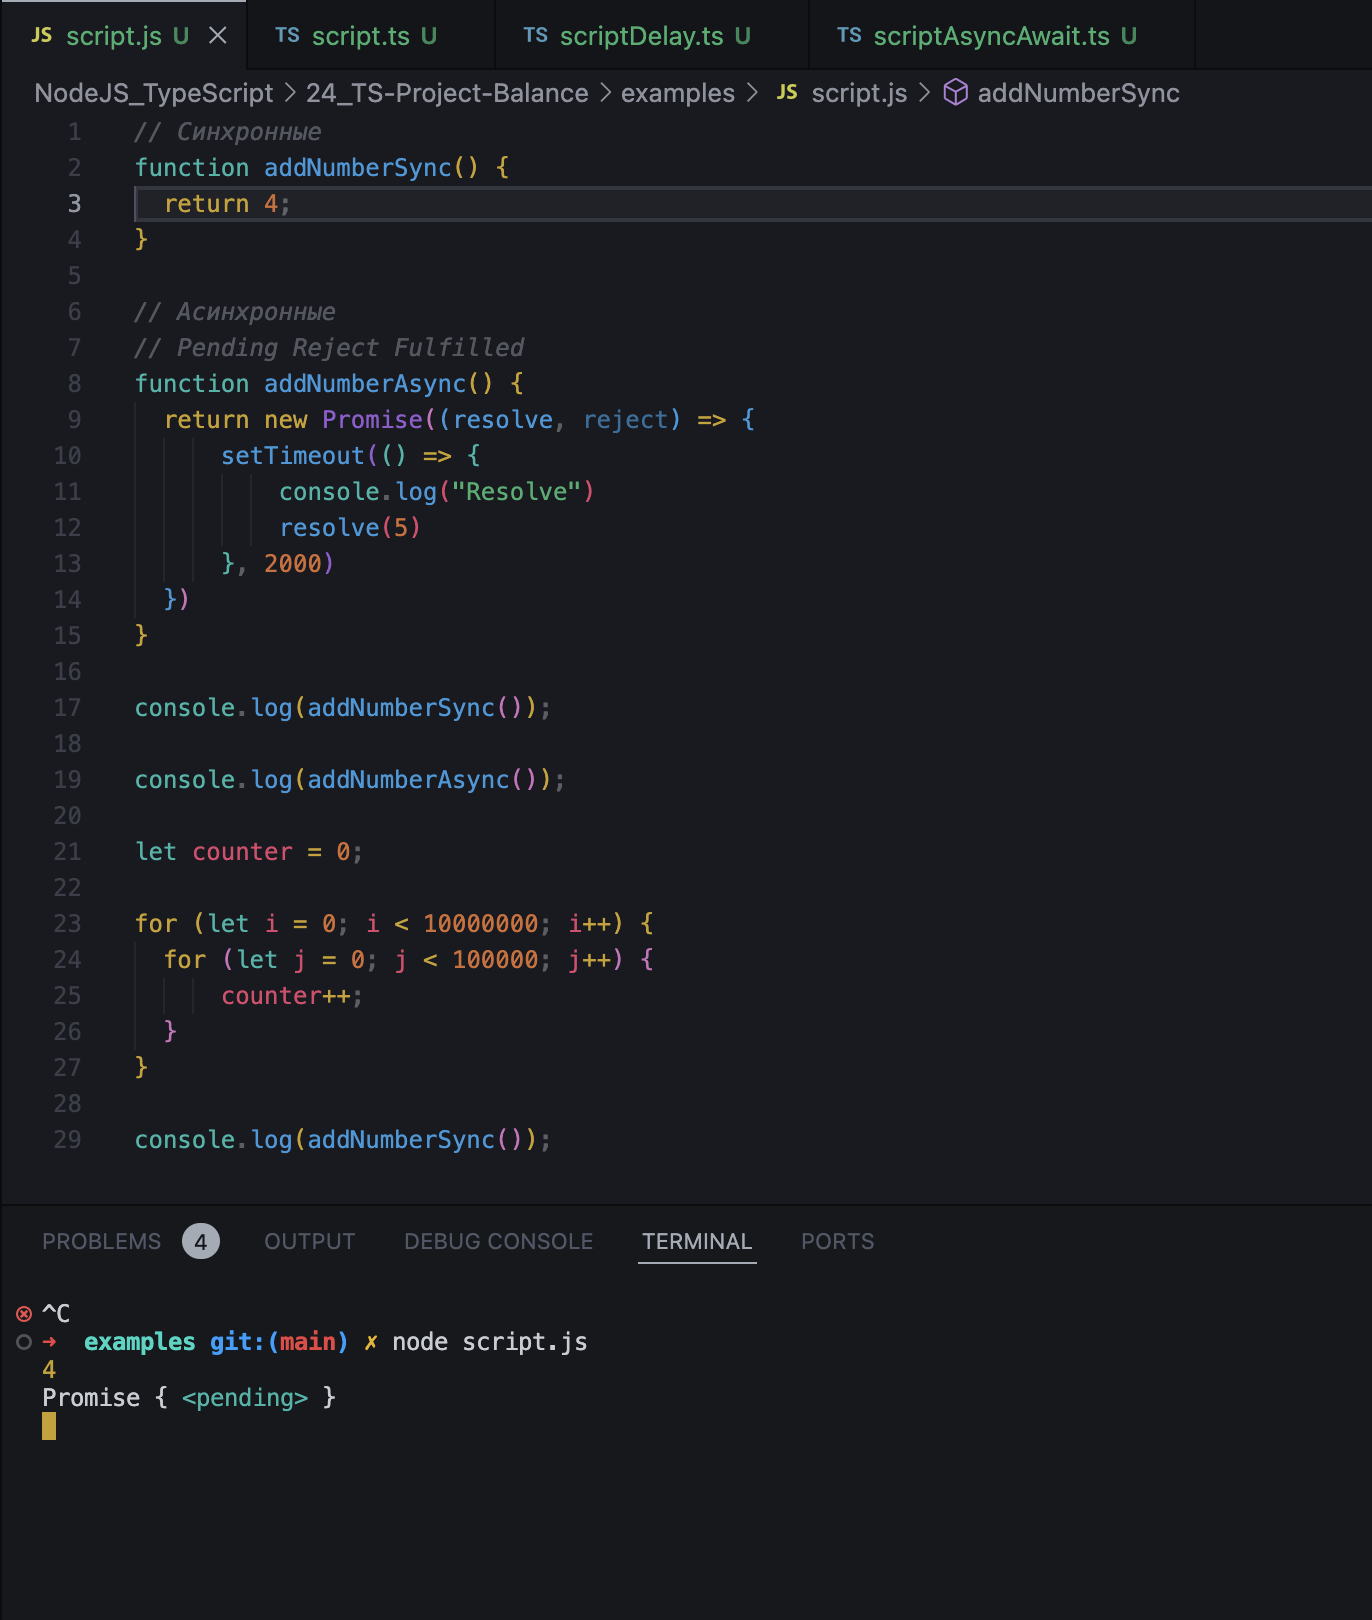 JS script.js U × TS script.ts U TS scriptDelay.ts U TS scriptAsyncAwait.ts U
NodeJS_TypeScript > 24_TS-Project-Balance > examples > JS script.js > addNumberSync
1 // Синхронные
2 function addNumberSync() {
3   return 4;
4 }
5
6 // Асинхронные
7 // Pending Reject Fulfilled
8 function addNumberAsync() {
9   return new Promise((resolve, reject) => {
10       setTimeout(() => {
11           console.log("Resolve")
12           resolve(5)
13       }, 2000)
14   })
15 }
16
17 console.log(addNumberSync());
18
19 console.log(addNumberAsync());
20
21 let counter = 0;
22
23 for (let i = 0; i < 10000000; i++) {
24   for (let j = 0; j < 100000; j++) {
25       counter++;
26   }
27 }
28
29 console.log(addNumberSync());
PROBLEMS 4 OUTPUT DEBUG CONSOLE TERMINAL PORTS
^C
➜ examples git:(main) ✗ node script.js
4
Promise { <pending> }